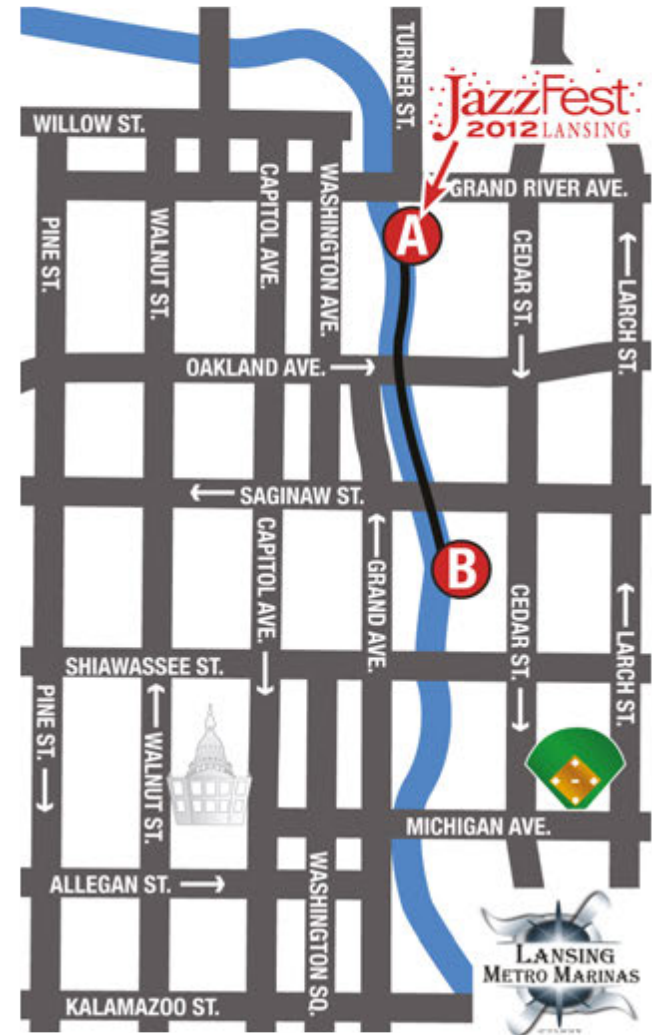 TURNER ST.
JazzFest
2012 LANSING
WILLOW ST.
GRAND RIVER AVE.
PINE ST.
WALNUT ST.
CAPITOL AVE.
WASHINGTON AVE.
A
CEDAR ST.
LARCH ST.
OAKLAND AVE.
SAGINAW ST.
B
CAPITOL AVE.
GRAND AVE.
CEDAR ST.
LARCH ST.
SHIAWASSEE ST.
PINE ST.
WALNUT ST.
MICHIGAN AVE.
ALLEGAN ST.
WASHINGTON SQ.
LANSING
METRO MARINAS
KALAMAZOO ST.